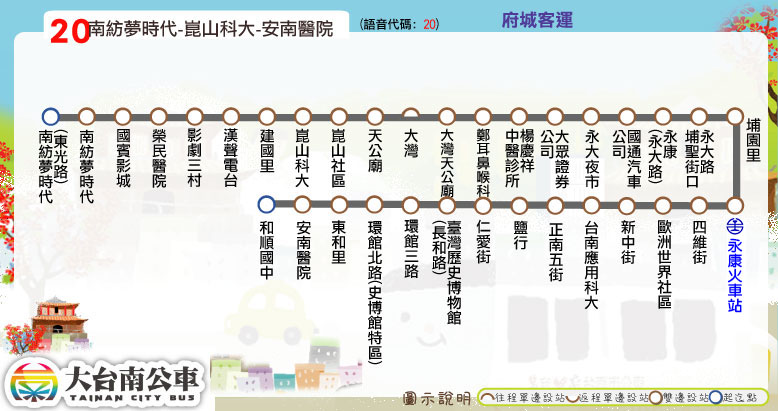 20南紡夢時代-崑山科大-安南醫院
(語音代碼：20)
府城客運
南紡夢時代
(東光路)
南紡夢時代
國賓影城
榮民醫院
影劇三村
漢聲電台
建國里
崑山科大
崑山社區
天公廟
大灣
大灣天公廟
鄭耳鼻喉科
楊慶祥
中醫診所
大眾證券
公司
永大夜市
國通汽車
公司
永康
(永大路)
永大路
埔聖街口
埔園里
永康火車站
四維街
歐洲世界社區
新中街
台南應用科大
正南五街
鹽行
仁愛街
臺灣歷史博物館
(長和路)
環館三路
環館北路(史博館特區)
東和里
安南醫院
和順國中
大台南公車
TAINAN CITY BUS
圖示說明
往程單邊設站
返程單邊設站
雙邊設站
起迄點